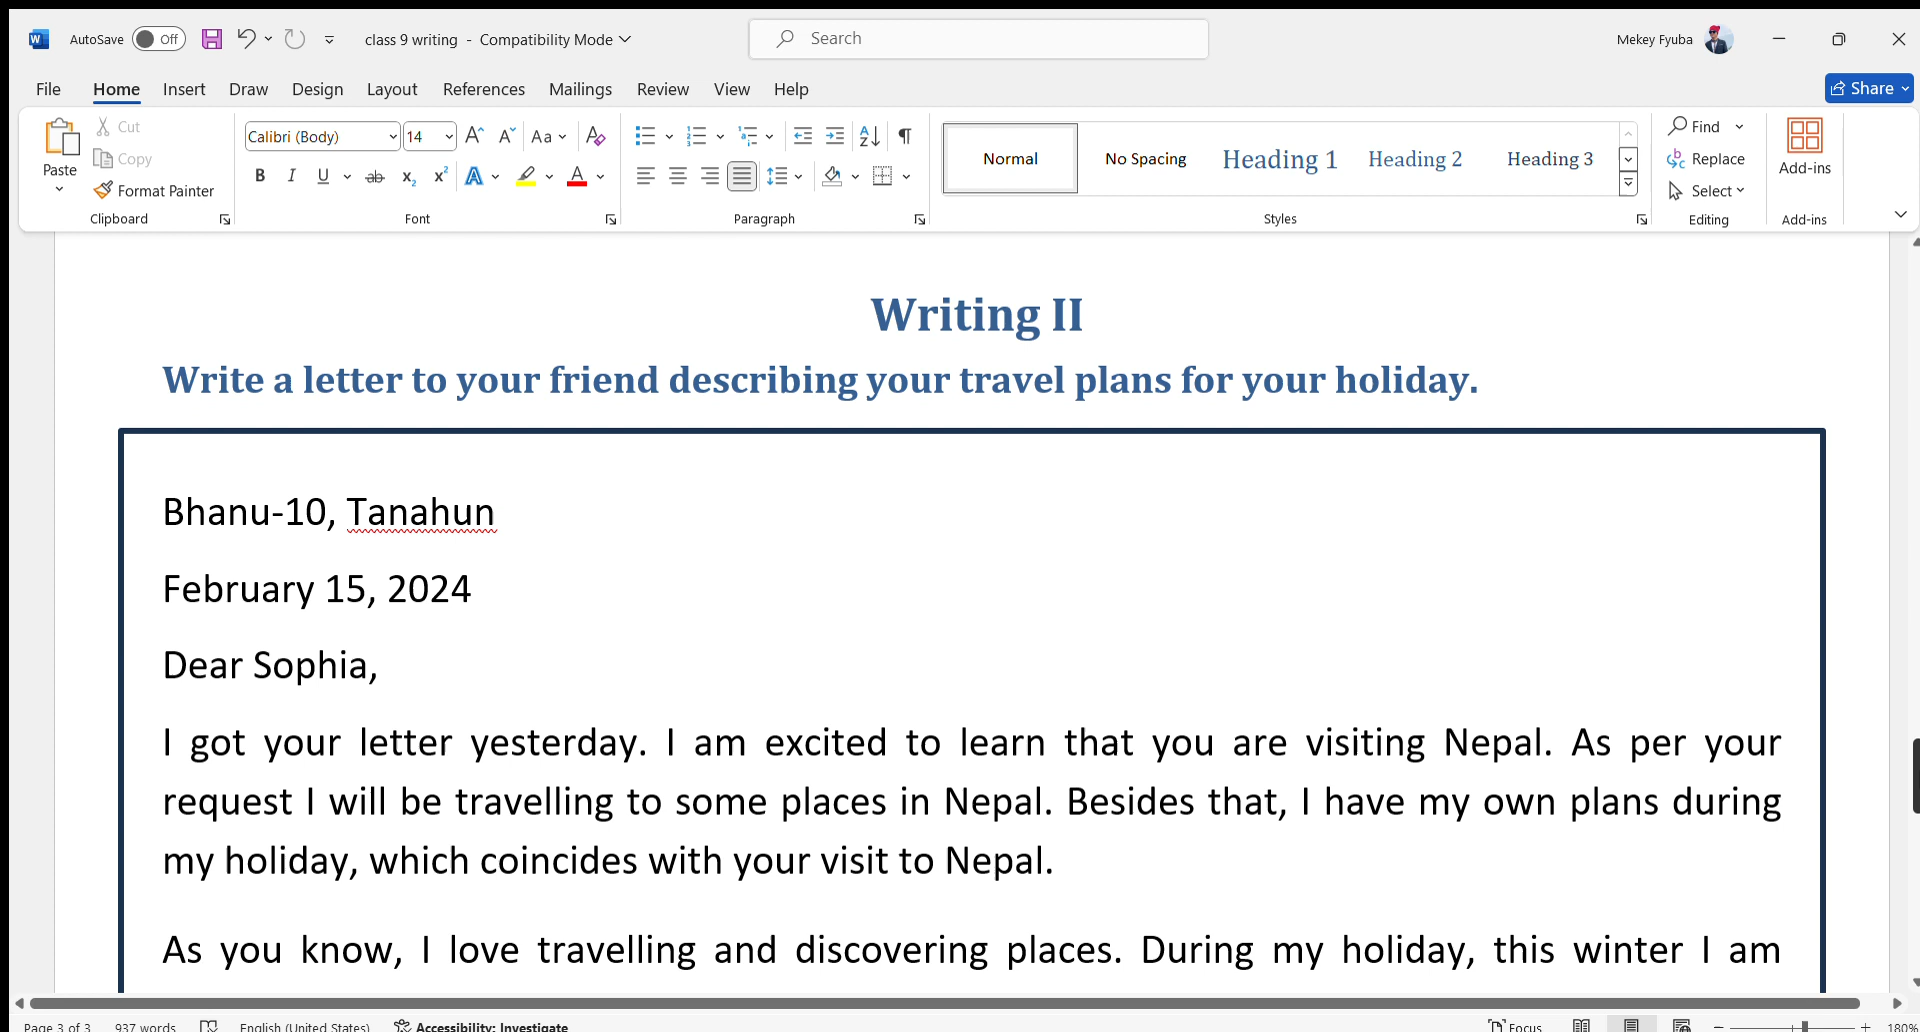 AutoSave Off class 9 writing - Compatibility Mode Search Mekey Fyuba
File Home Insert Draw Design Layout References Mailings Review View Help Share
Paste Cut Copy Format Painter Clipboard
Calibri (Body) 14 Font
Paragraph
Normal No Spacing Heading 1 Heading 2 Heading 3 Styles
Find Replace Select Editing
Add-ins Add-ins
Writing II
Write a letter to your friend describing your travel plans for your holiday.
Bhanu-10, Tanahun
February 15, 2024
Dear Sophia,
I got your letter yesterday. I am excited to learn that you are visiting Nepal. As per your
request I will be travelling to some places in Nepal. Besides that, I have my own plans during
my holiday, which coincides with your visit to Nepal.
As you know, I love travelling and discovering places. During my holiday, this winter I am
Page 3 of 3 937 words English (United States) Accessibility: Investigate Focus 180%